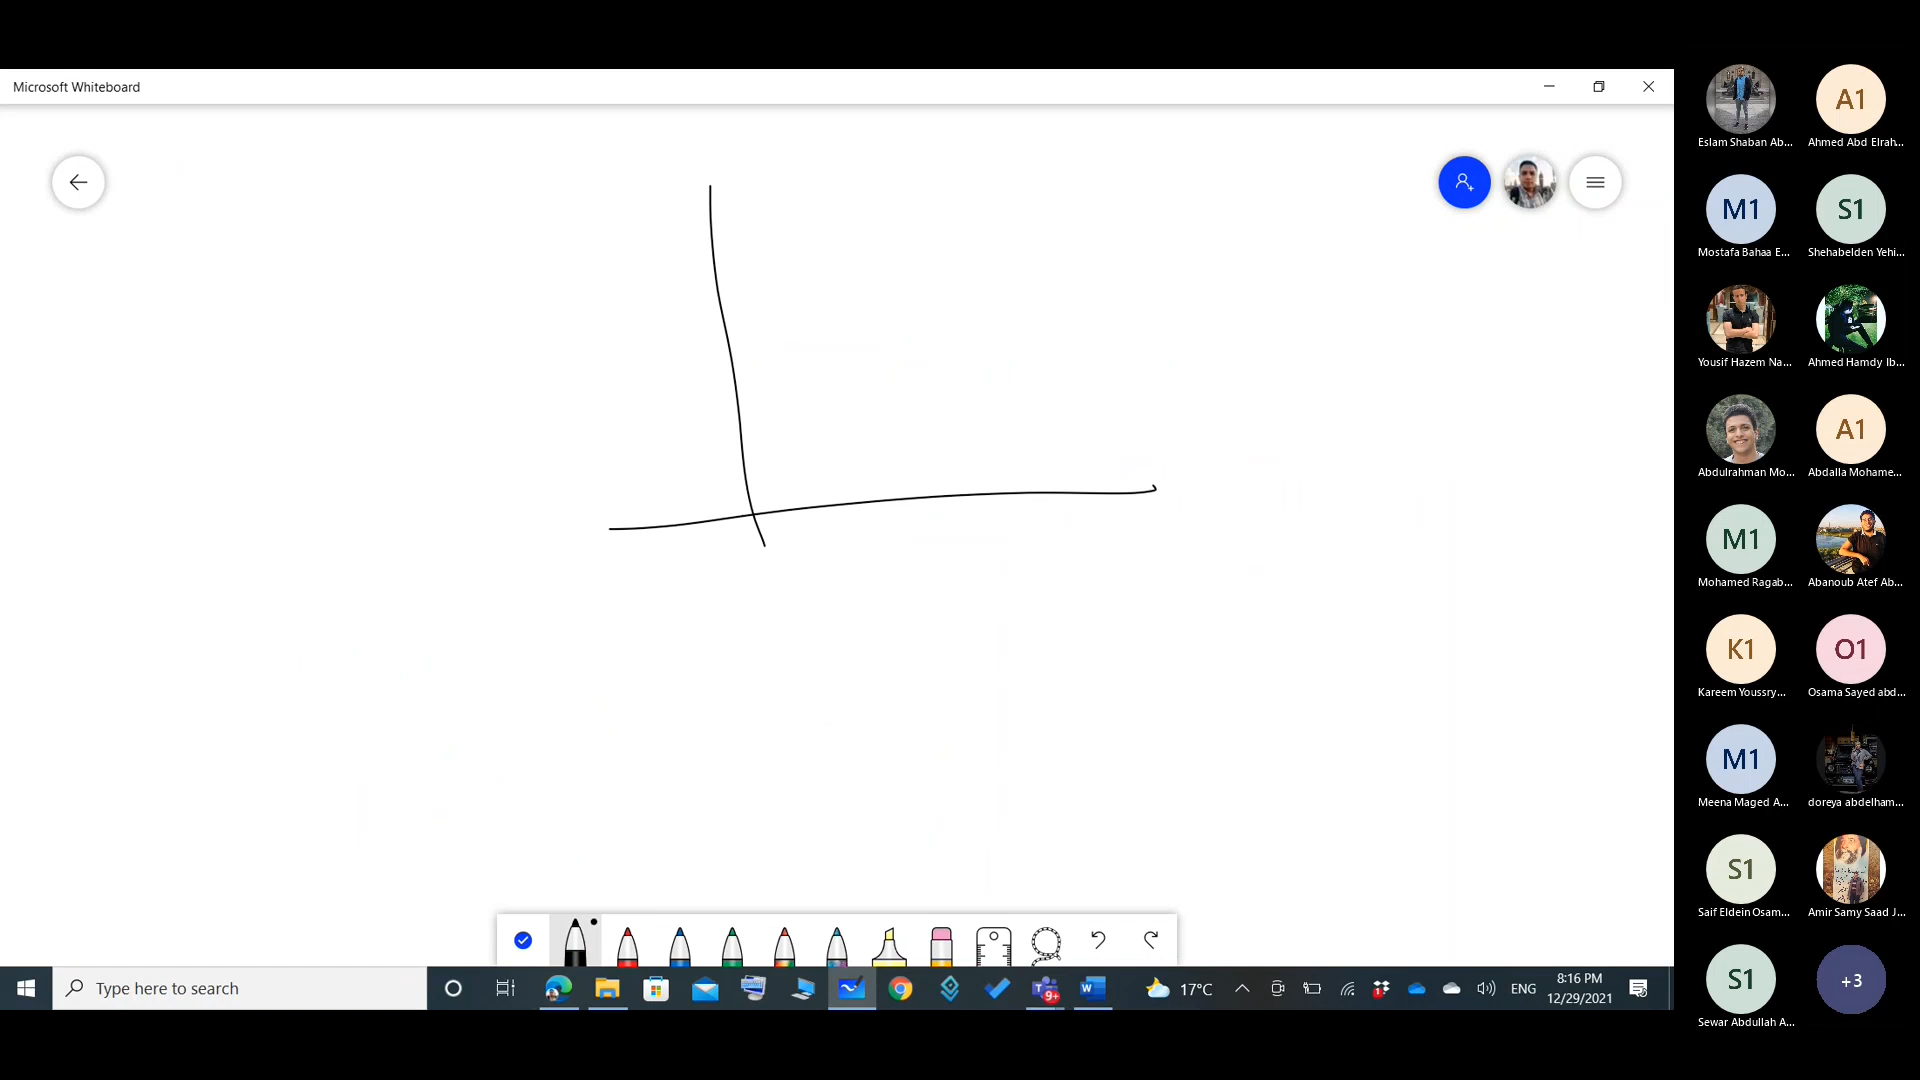 Microsoft Whiteboard
Eslam Shaban Ab...
A1
Ahmed Abd Elrah...
M1
Mostafa Bahaa E...
S1
Shehabelden Yehi...
Yousif Hazem Na...
Ahmed Hamdy Ib...
Abdulrahman Mo...
A1
Abdalla Mohame...
M1
Mohamed Ragab...
Abanoub Atef Ab...
K1
Kareem Youssry...
O1
Osama Sayed abd...
M1
Meena Maged A...
doreya abdelham...
S1
Saif Eldein Osam...
Amir Samy Saad J...
S1
Sewar Abdullah A...
+3
Type here to search
9+
W
17°C
1
ENG
8:16 PM
12/29/2021